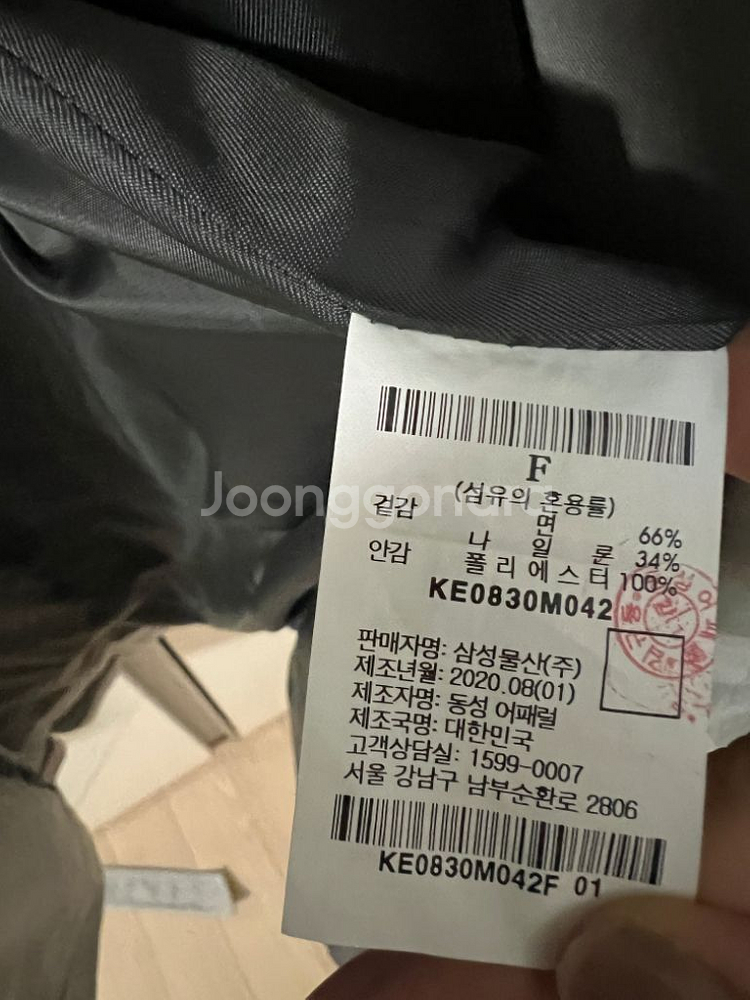 F
(섬유의 혼용률)
겉감 면 66%
나 일 론 34%
안감 폴 리 에 스 터 100%
KE0830M042
판매자명: 삼성물산(주)
제조년월: 2020.08(01)
제조자명: 동성 어패럴
제조국명: 대한민국
고객상담실: 1599-0007
서울 강남구 남부순환로 2806
KE0830M042F 01
Joonggonara